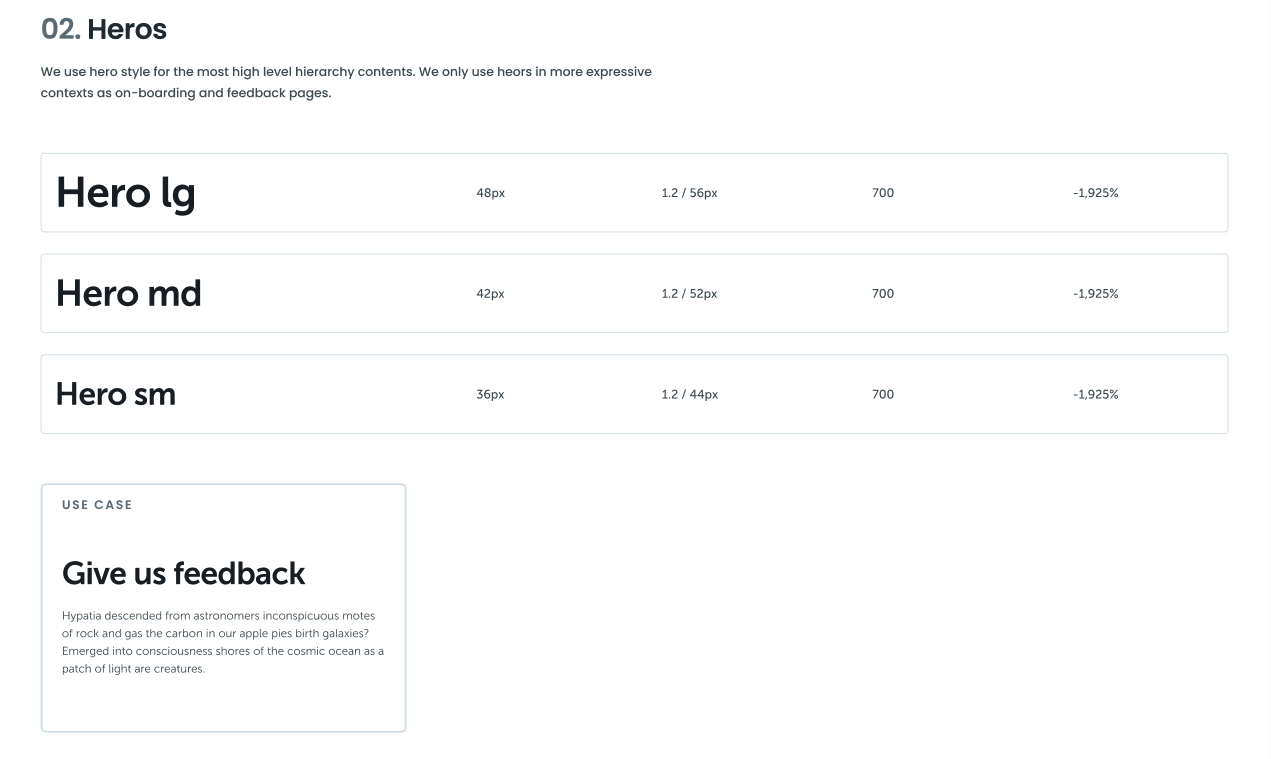 02. Heros
We use hero style for the most high level hierarchy contents. We only use heors in more expressive
contexts as on-boarding and feedback pages.
Hero lg 48px 1.2 / 56px 700 -1,925%
Hero md 42px 1.2 / 52px 700 -1,925%
Hero sm 36px 1.2 / 44px 700 -1,925%
USE CASE
Give us feedback
Hypatia descended from astronomers inconspicuous motes
of rock and gas the carbon in our apple pies birth galaxies?
Emerged into consciousness shores of the cosmic ocean as a
patch of light are creatures.